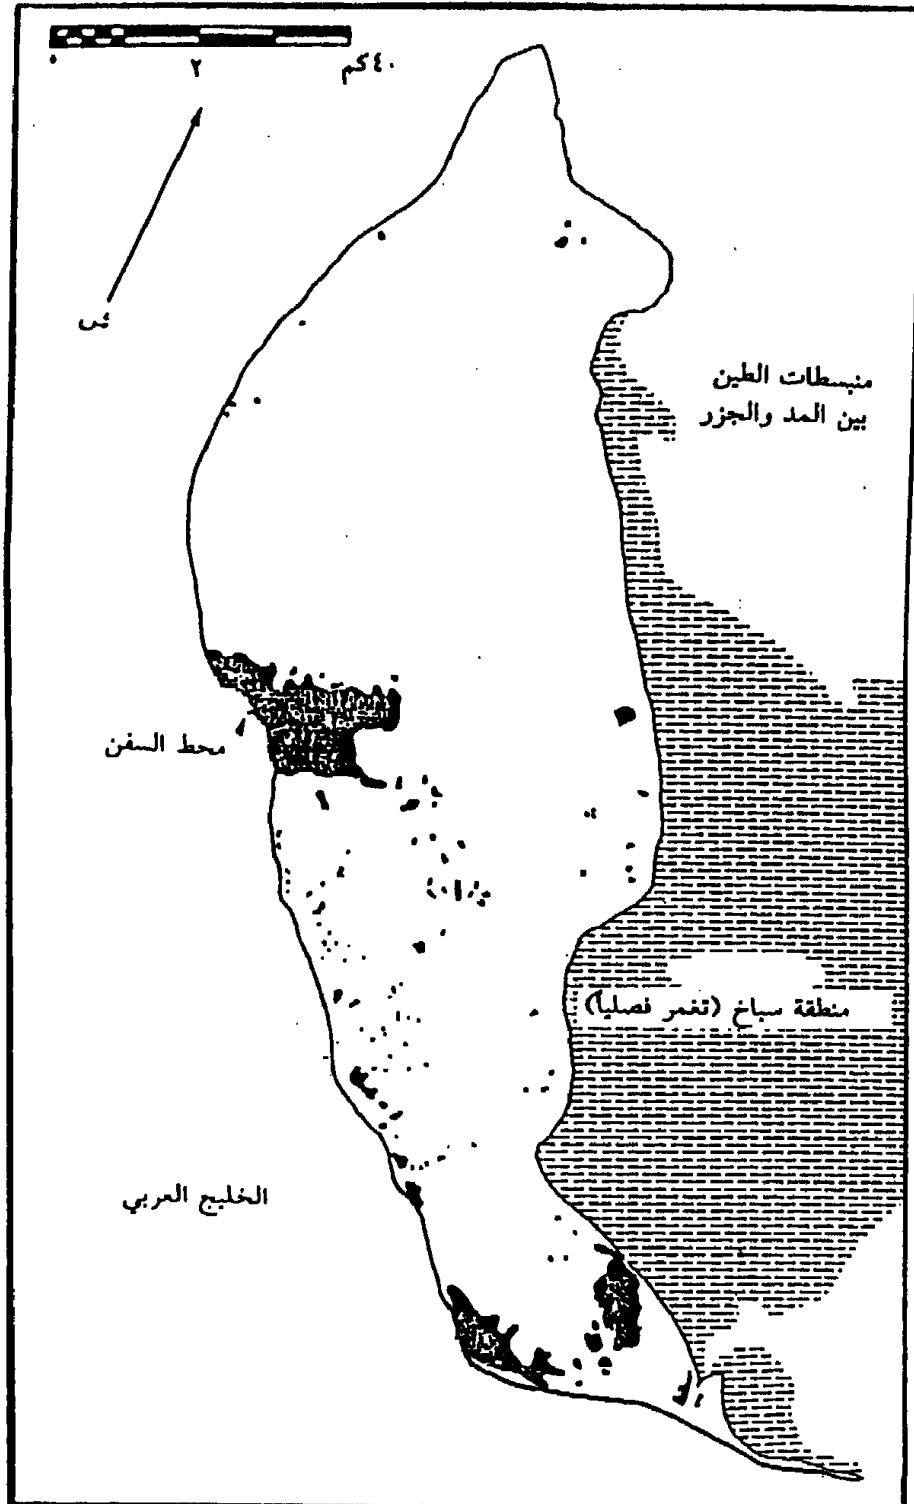 ٠ ٢ ٤٠كم
ش
منبسطات الطين
بين المد والجزر
محط السفن
منطقة سباخ (تغمر فصلياً)
الخليج العربي